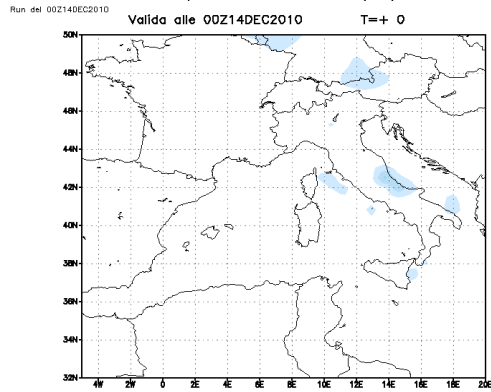 Run del 00Z14DEC2010
Valida alle 00Z14DEC2010 T=+ 0
50N
48N
46N
44N
42N
40N
38N
36N
34N
32N
4W 2W 0 2E 4E 6E 8E 10E 12E 14E 16E 18E 20E